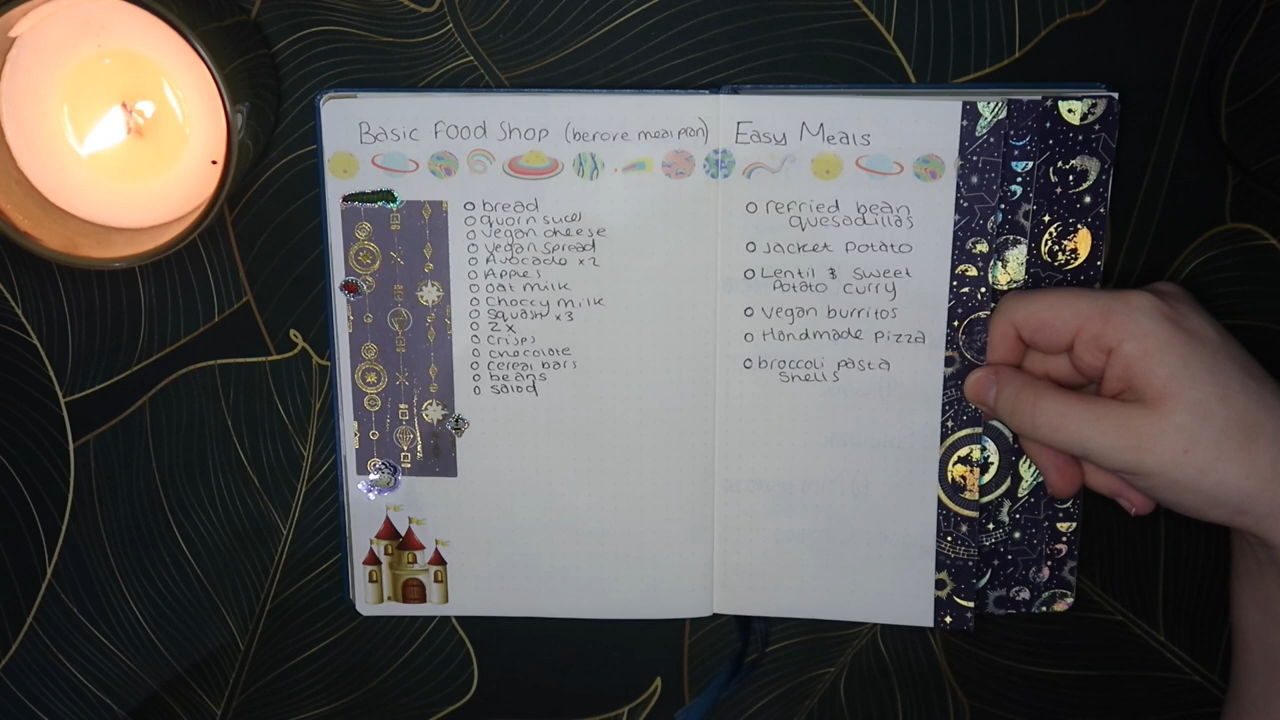 Basic Food Shop (before meal plan)
bread
quorn slices
vegan cheese
vegan spread
Avocado x2
Apples
oat milk
Choccy milk
Squash x3
2x
Crisps
chocolate
cereal bars
beans
salad
Easy Meals
refried bean
quesadillas
Jacket Potato
Lentil & sweet
Potato curry
vegan burritos
Handmade pizza
broccoli pasta
Shells